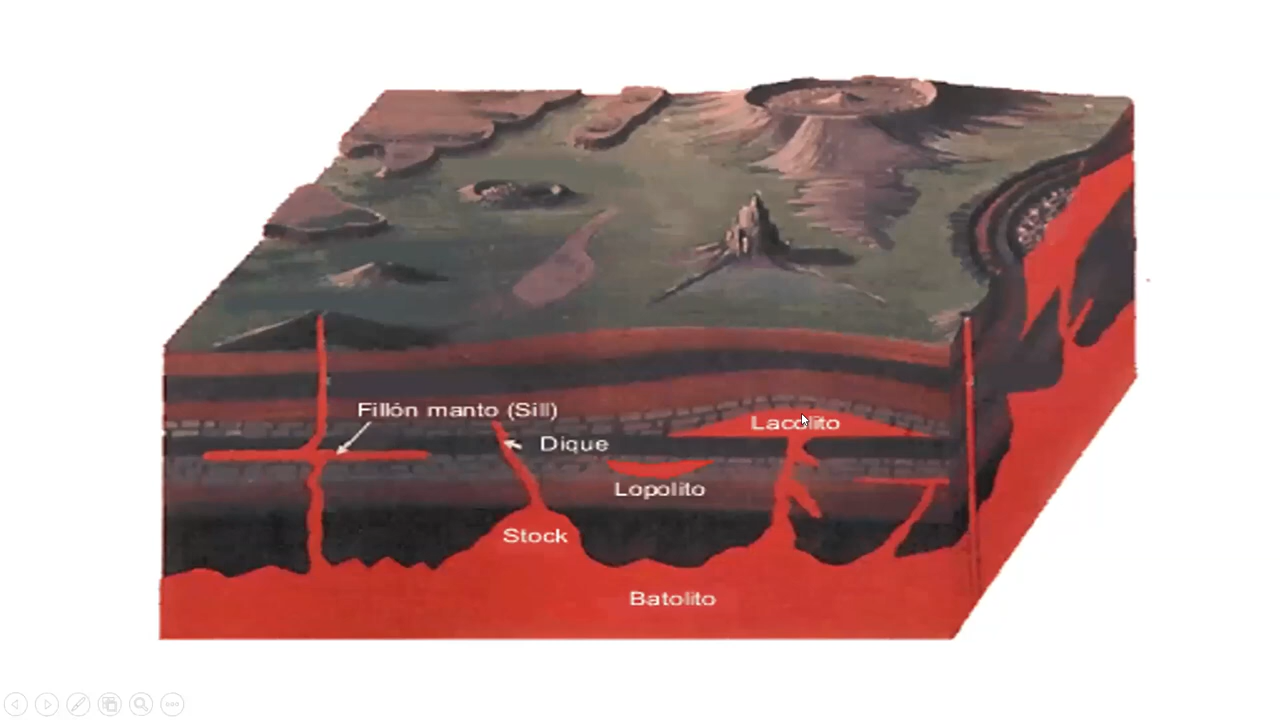 Fillón manto (Sill)
Lacolito
Dique
Lopolito
Stock
Batolito